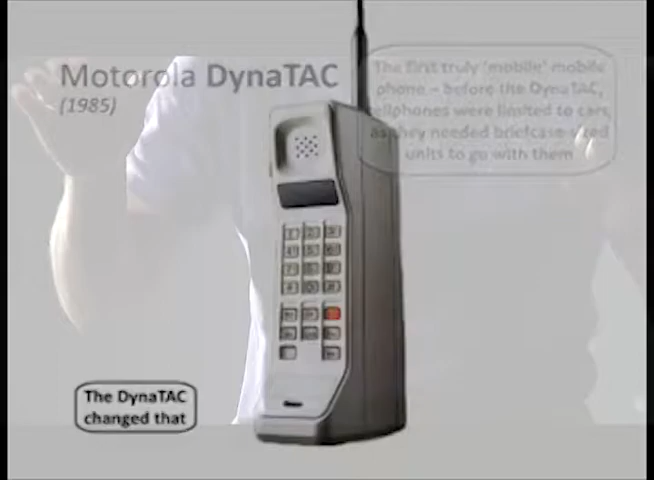 Motorola DynaTAC
(1985)
The first truly 'mobile' mobile
phone – before the DynaTAC,
cellphones were limited to cars
as they needed briefcase-sized
units to go with them
The DynaTAC
changed that